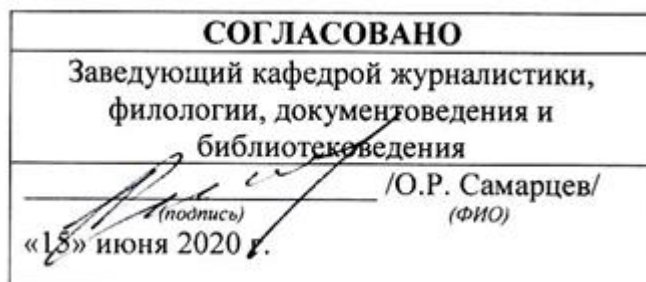 СОГЛАСОВАНО
Заведующий кафедрой журналистики,
филологии, документоведения и
библиотековедения
/О.Р. Самарцев/
(подпись) (ФИО)
«15» июня 2020 г.